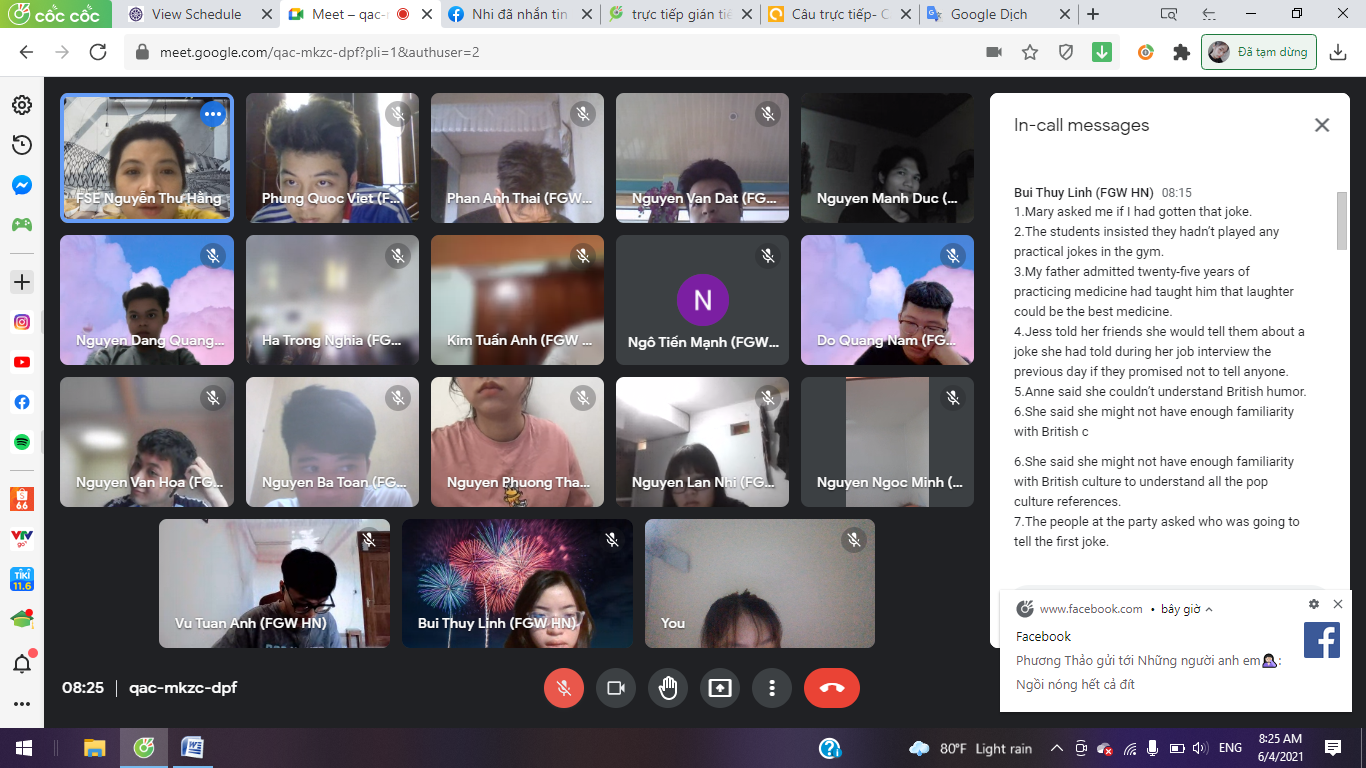 cốc cốc
View Schedule
Meet – qac-
Nhi đã nhắn tin
trực tiếp gián tiế
Câu trực tiếp- C
Google Dịch
meet.google.com/qac-mkzc-dpf?pli=1&authuser=2
Đã tạm dừng
FSE Nguyễn Thư Hằng
Phung Quoc Viet (F...
Phan Anh Thai (FGW...
Nguyen Van Dat (FG...
Nguyen Manh Duc (...
Nguyen Dang Quang...
Ha Trong Nghia (FG...
Kim Tuấn Anh (FGW ...
N
Ngô Tiến Mạnh (FGW...
Do Quang Nam (FG...
Nguyen Van Hoa (FG...
Nguyen Ba Toan (FG...
Nguyen Phuong Tha...
Nguyen Lan Nhi (FG...
Nguyen Ngoc Minh (...
Vu Tuan Anh (FGW HN)
Bui Thuy Linh (FGW HN)
You
In-call messages
Bui Thuy Linh (FGW HN) 08:15
1.Mary asked me if I had gotten that joke.
2.The students insisted they hadn’t played any
practical jokes in the gym.
3.My father admitted twenty-five years of
practicing medicine had taught him that laughter
could be the best medicine.
4.Jess told her friends she would tell them about a
joke she had told during her job interview the
previous day if they promised not to tell anyone.
5.Anne said she couldn’t understand British humor.
6.She said she might not have enough familiarity
with British c
6.She said she might not have enough familiarity
with British culture to understand all the pop
culture references.
7.The people at the party asked who was going to
tell the first joke.
www.facebook.com • bây giờ
Facebook
Phương Thảo gửi tới Những người anh em🤦🏻‍♀️:
Ngồi nóng hết cả đít
66
VTV
go
TIKI
11.6
08:25 | qac-mkzc-dpf
80°F Light rain
ENG
8:25 AM
6/4/2021